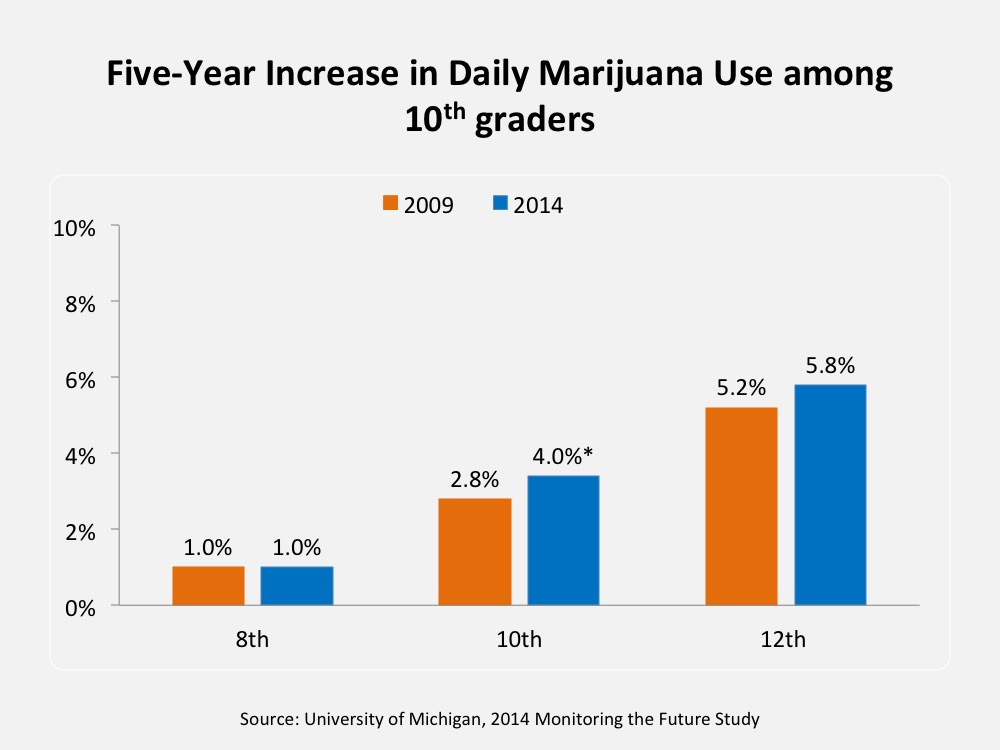 Five-Year Increase in Daily Marijuana Use among
10th graders
2009 2014
10%
8%
6%
4%
2%
0%
1.0% 1.0% 2.8% 4.0%* 5.2% 5.8%
8th 10th 12th
Source: University of Michigan, 2014 Monitoring the Future Study